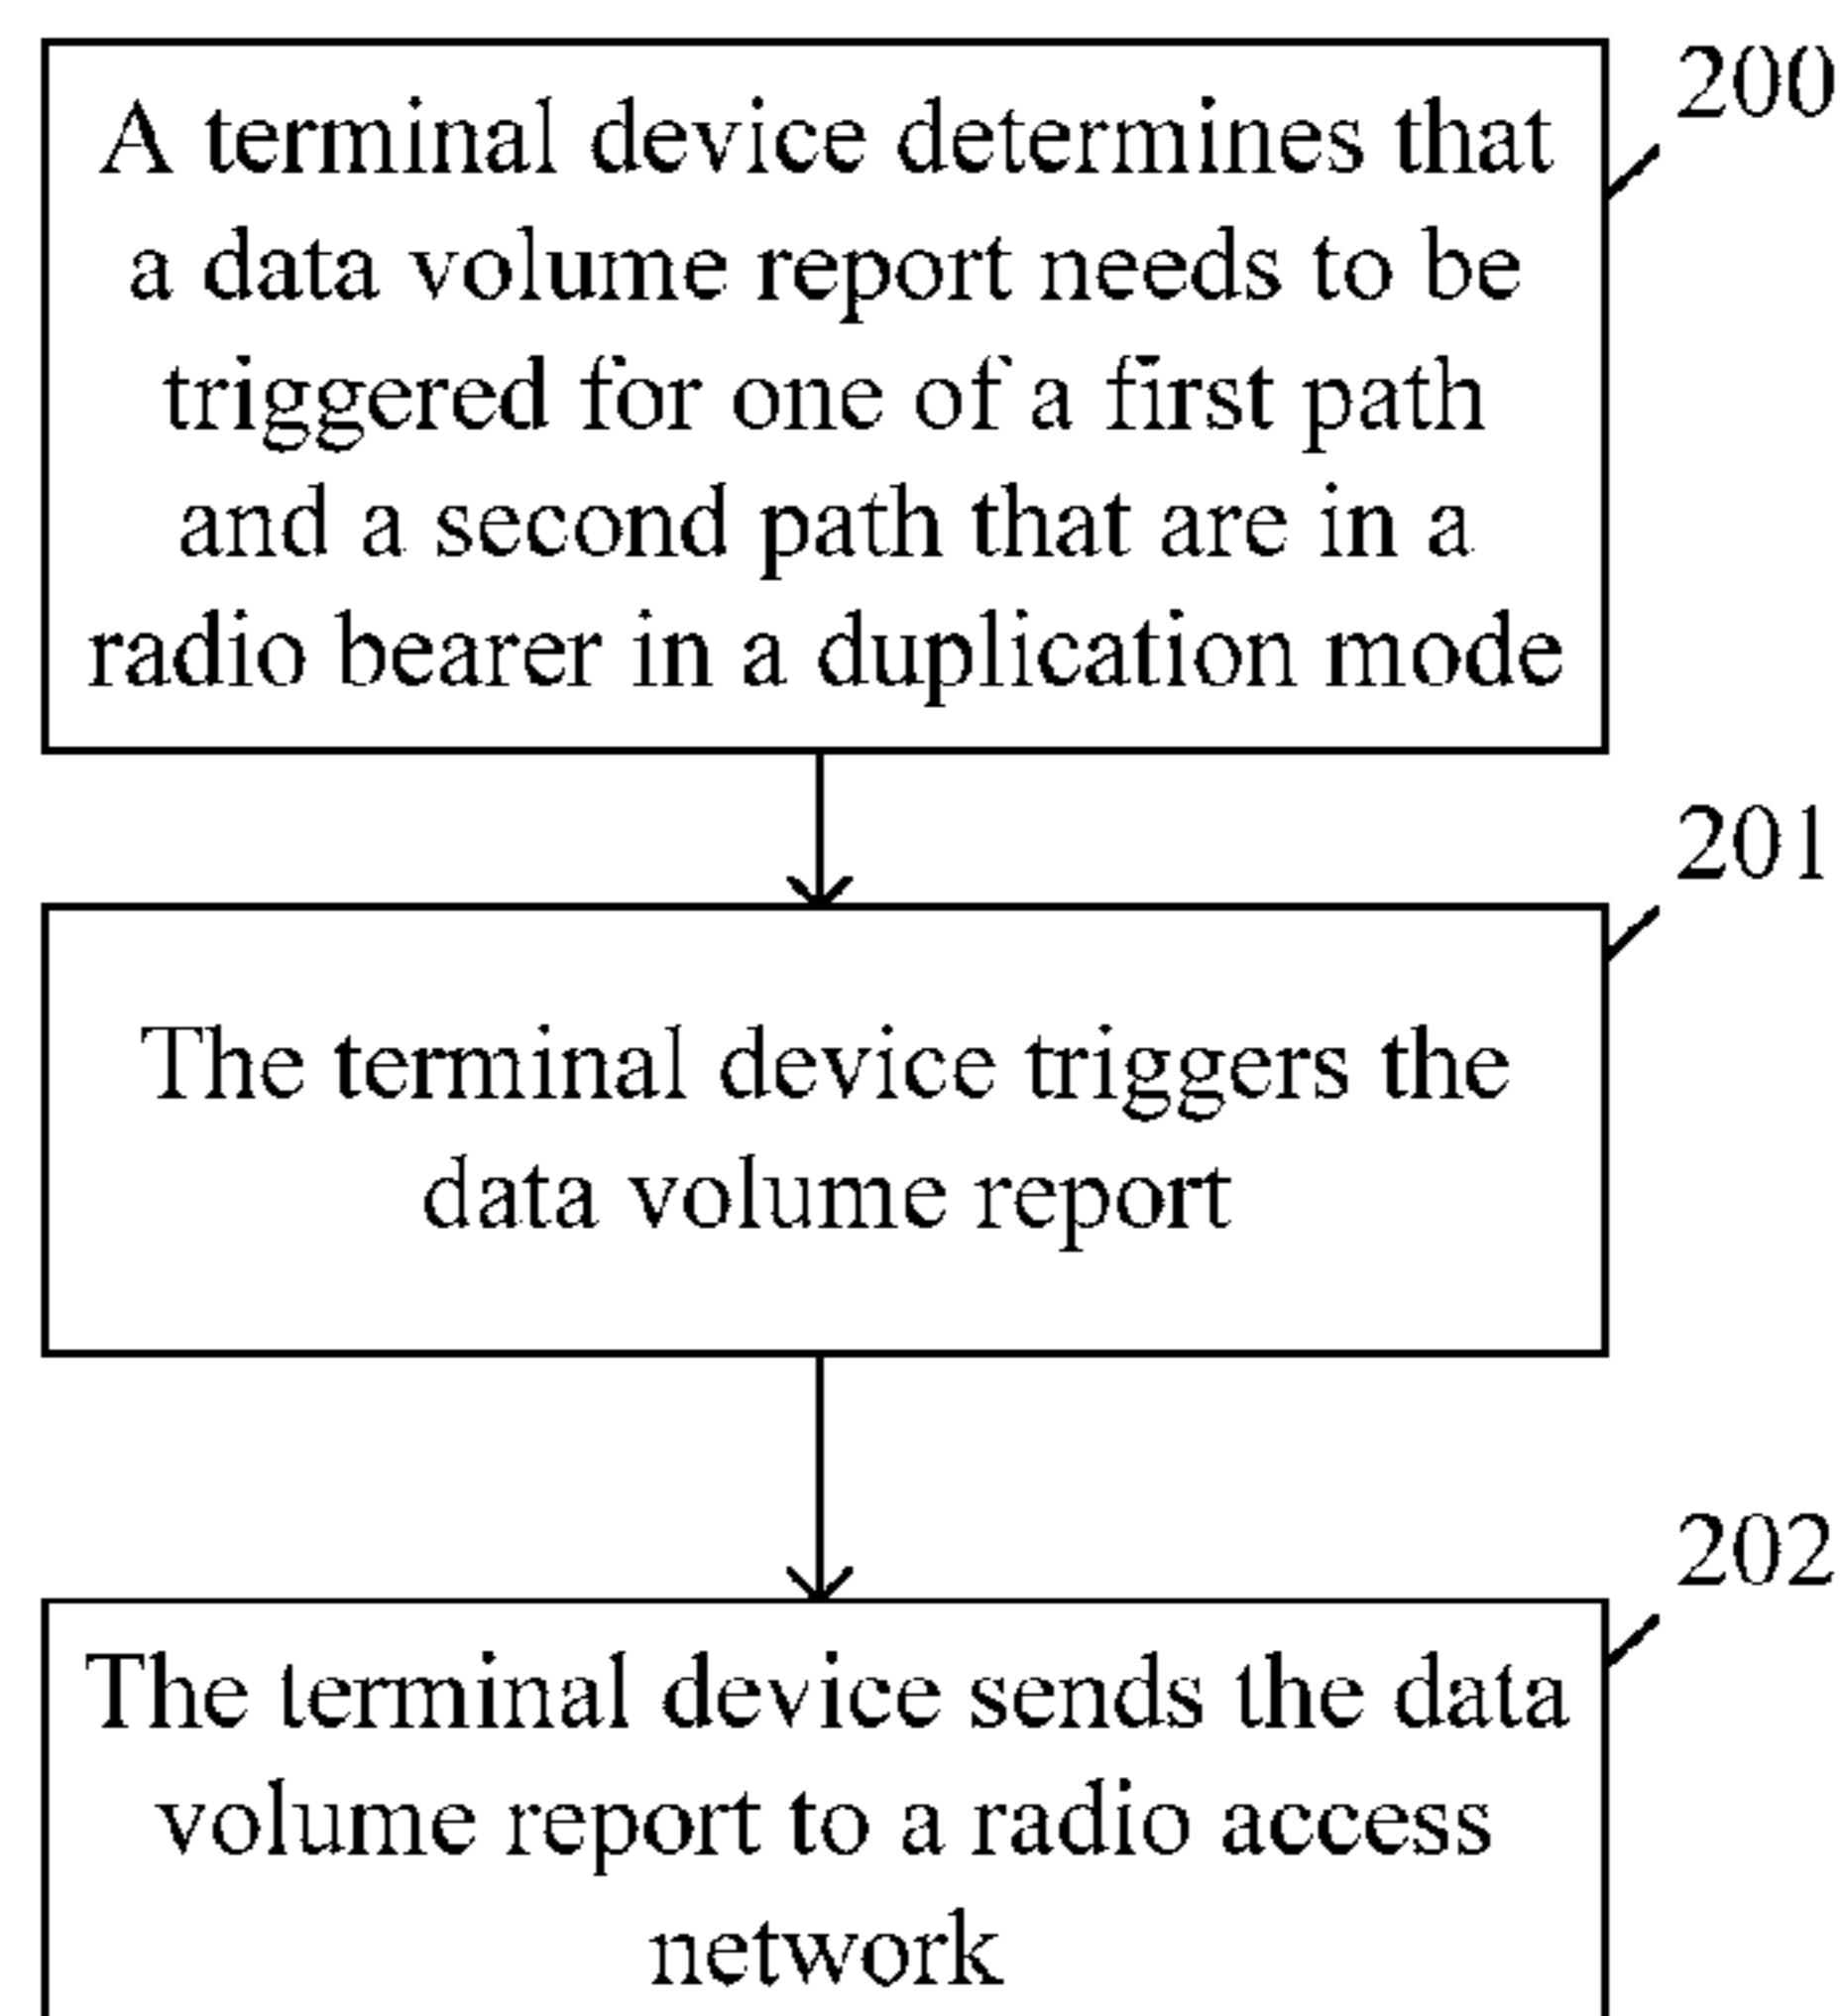 200
A terminal device determines that
a data volume report needs to be
triggered for one of a first path
and a second path that are in a
radio bearer in a duplication mode
201
The terminal device triggers the
data volume report
202
The terminal device sends the data
volume report to a radio access
network